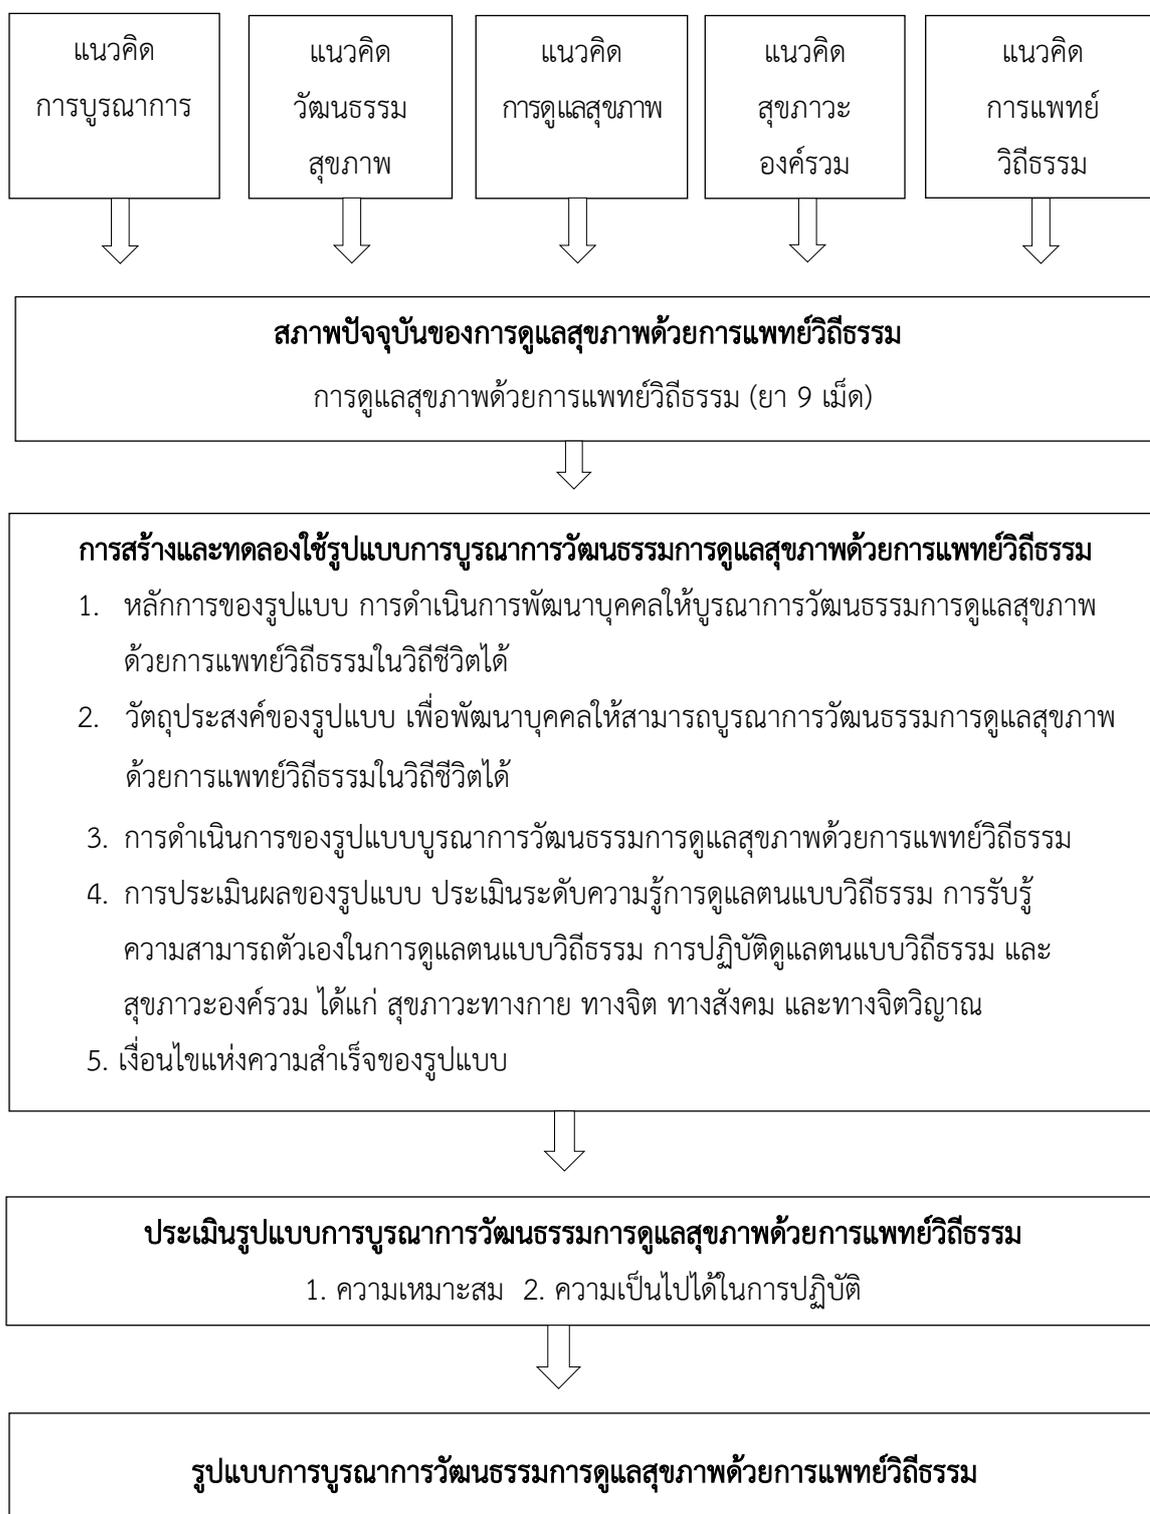 แนวคิด
การบูรณาการ
แนวคิด
วัฒนธรรม
สุขภาพ
แนวคิด
การดูแลสุขภาพ
แนวคิด
สุขภาวะ
องค์รวม
แนวคิด
การแพทย์
วิถีธรรม
สภาพปัจจุบันของการดูแลสุขภาพด้วยการแพทย์วิถีธรรม
การดูแลสุขภาพด้วยการแพทย์วิถีธรรม (ยา 9 เม็ด)
การสร้างและทดลองใช้รูปแบบการบูรณาการวัฒนธรรมการดูแลสุขภาพด้วยการแพทย์วิถีธรรม
1. หลักการของรูปแบบ การดำเนินการพัฒนาบุคคลให้บูรณาการวัฒนธรรมการดูแลสุขภาพ
ด้วยการแพทย์วิถีธรรมในวิถีชีวิตได้
2. วัตถุประสงค์ของรูปแบบ เพื่อพัฒนาบุคคลให้สามารถบูรณาการวัฒนธรรมการดูแลสุขภาพ
ด้วยการแพทย์วิถีธรรมในวิถีชีวิตได้
3. การดำเนินการของรูปแบบบูรณาการวัฒนธรรมการดูแลสุขภาพด้วยการแพทย์วิถีธรรม
4. การประเมินผลของรูปแบบ ประเมินระดับความรู้การดูแลตนแบบวิถีธรรม การรับรู้
ความสามารถตัวเองในการดูแลตนแบบวิถีธรรม การปฏิบัติดูแลตนแบบวิถีธรรม และ
สุขภาวะองค์รวม ได้แก่ สุขภาวะทางกาย ทางจิต ทางสังคม และทางจิตวิญาณ
5. เงื่อนไขแห่งความสำเร็จของรูปแบบ
ประเมินรูปแบบการบูรณาการวัฒนธรรมการดูแลสุขภาพด้วยการแพทย์วิถีธรรม
1. ความเหมาะสม 2. ความเป็นไปได้ในการปฏิบัติ
รูปแบบการบูรณาการวัฒนธรรมการดูแลสุขภาพด้วยการแพทย์วิถีธรรม